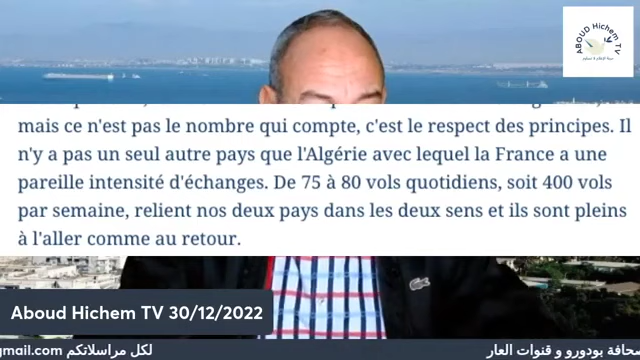 ABOUD Hichem TV
mais ce n'est pas le nombre qui compte, c'est le respect des principes. Il
n'y a pas un seul autre pays que l'Algérie avec lequel la France a une
pareille intensité d'échanges. De 75 à 80 vols quotidiens, soit 400 vols
par semaine, relient nos deux pays dans les deux sens et ils sont pleins
à l'aller comme au retour.
Aboud Hichem TV 30/12/2022
gmail.com لكل مراسلاتكم
صحافة بودورو و قنوات العار